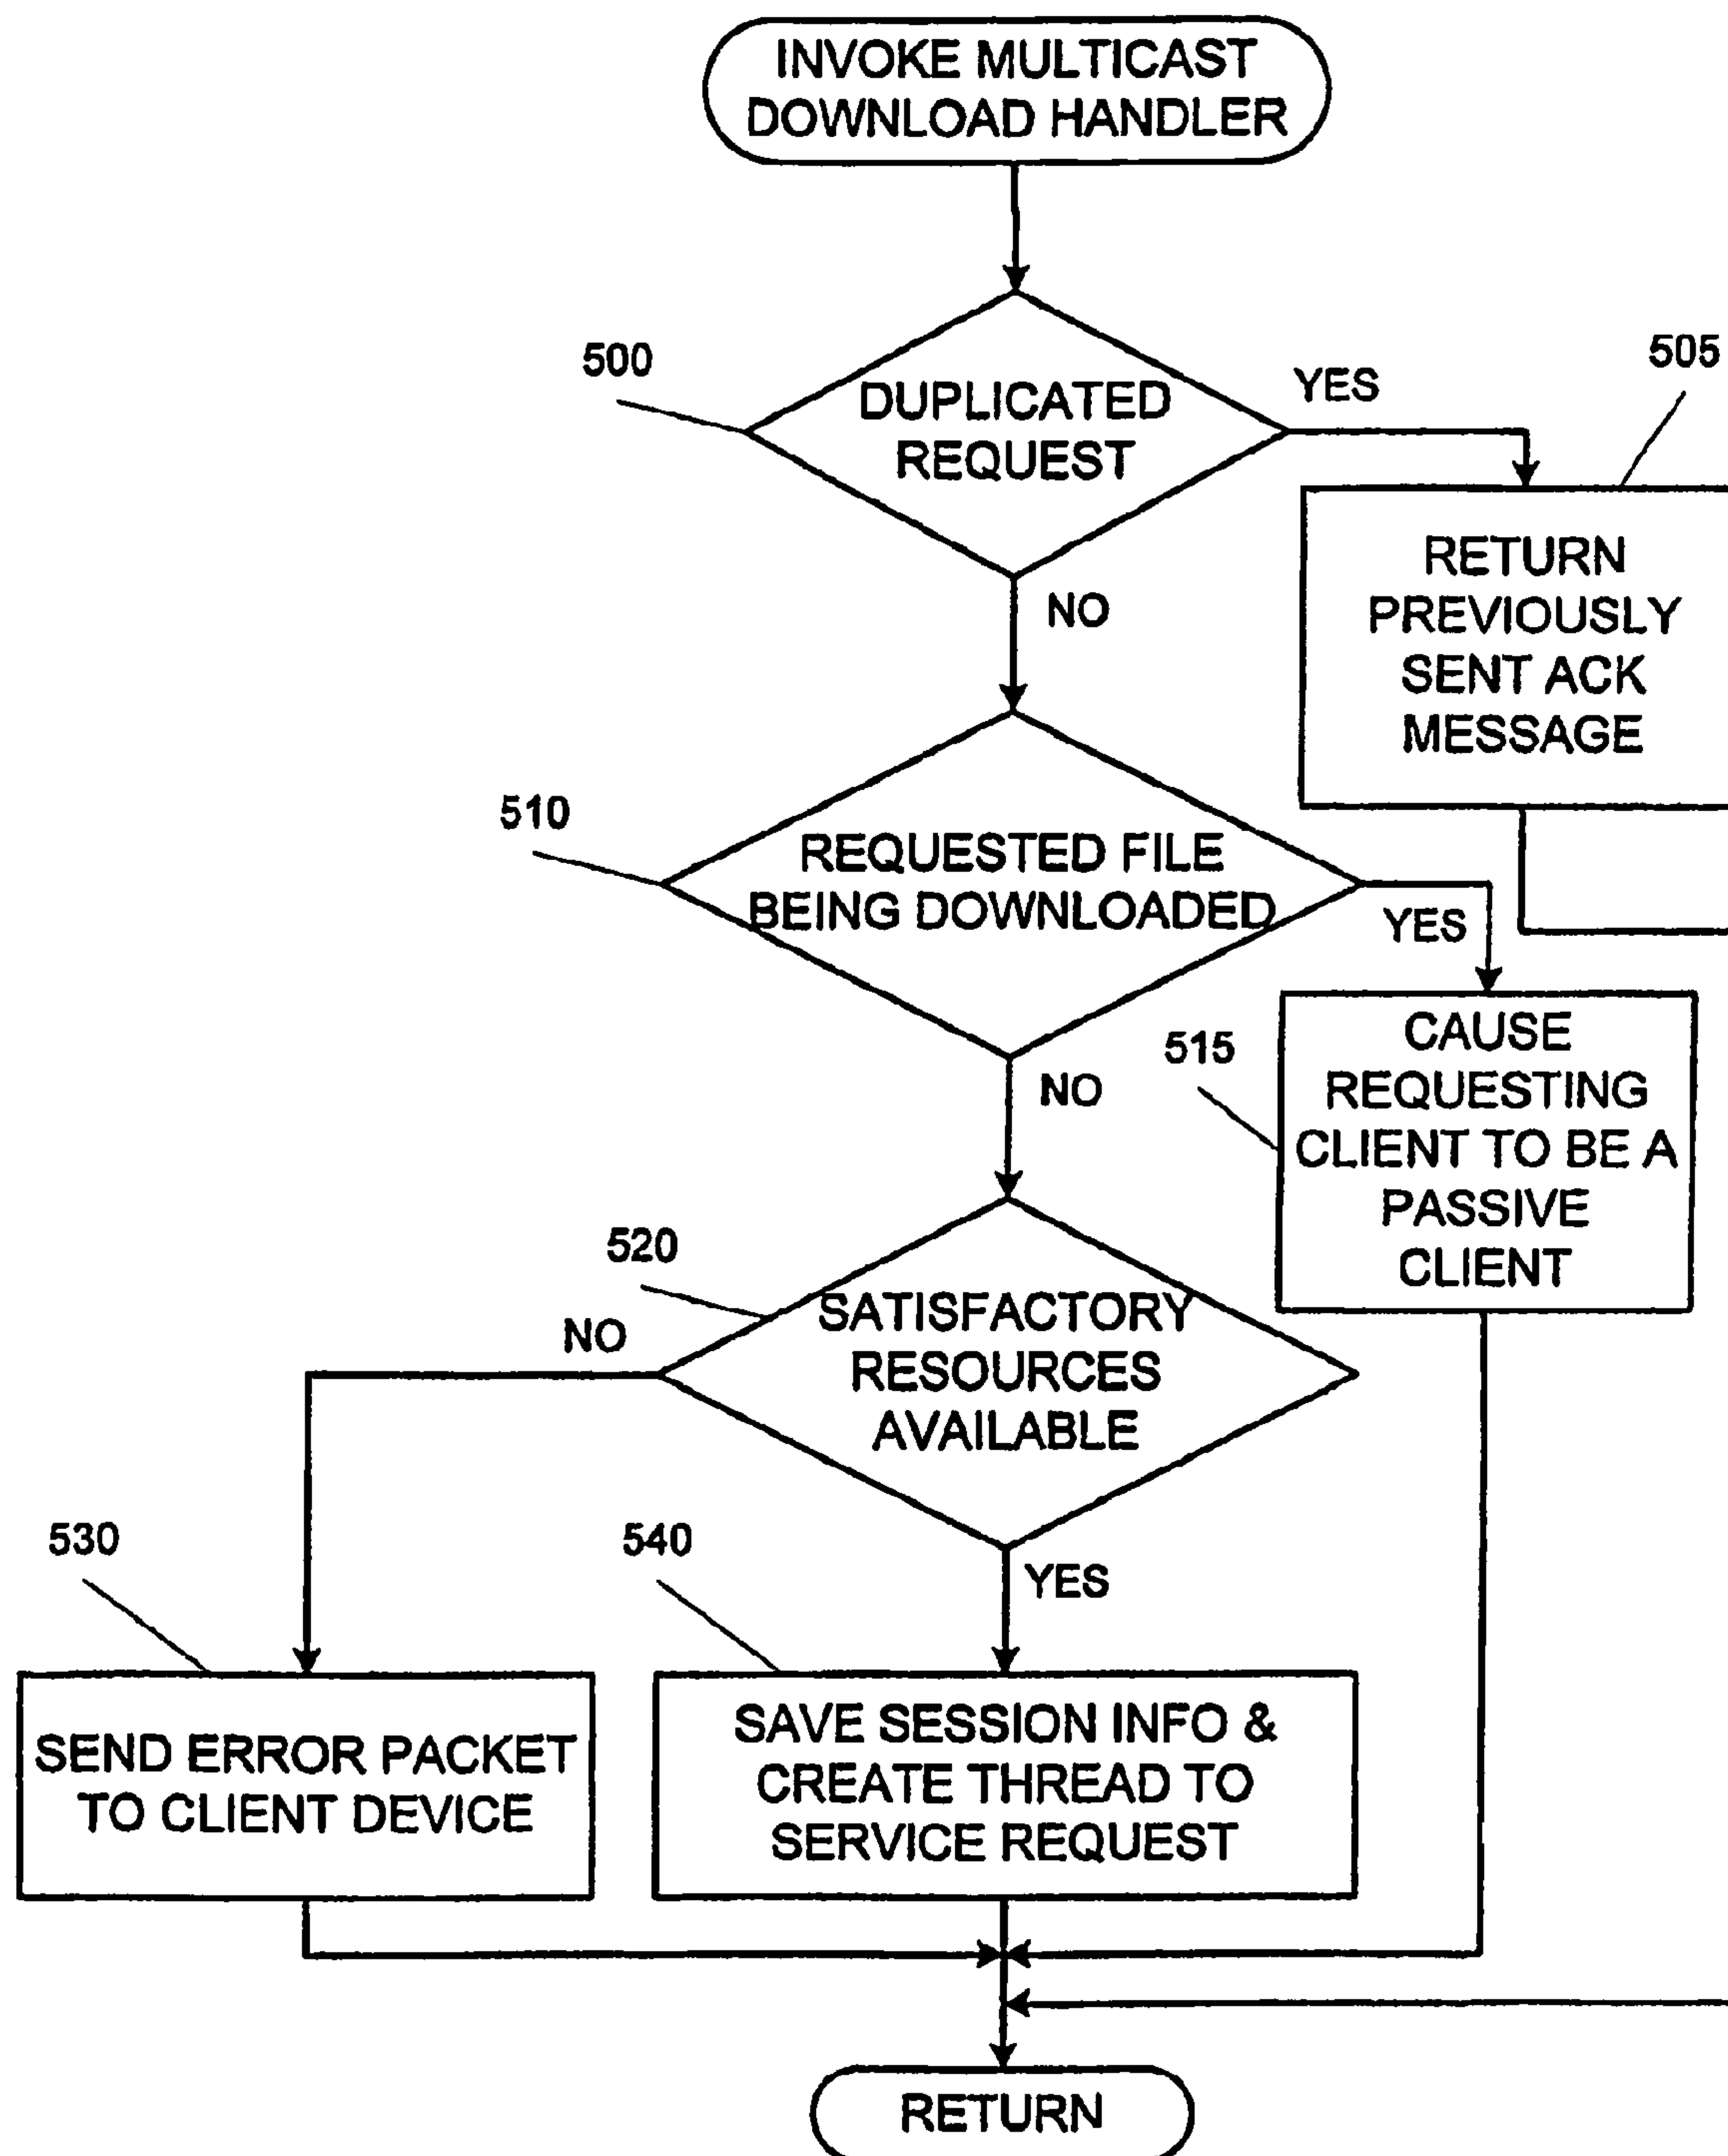 INVOKE MULTICAST
DOWNLOAD HANDLER
500
DUPLICATED
REQUEST
YES
505
RETURN
PREVIOUSLY
SENT ACK
MESSAGE
NO
510
REQUESTED FILE
BEING DOWNLOADED
YES
515
CAUSE
REQUESTING
CLIENT TO BE A
PASSIVE
CLIENT
NO
520
SATISFACTORY
RESOURCES
AVAILABLE
NO
YES
530
SEND ERROR PACKET
TO CLIENT DEVICE
540
SAVE SESSION INFO &
CREATE THREAD TO
SERVICE REQUEST
RETURN